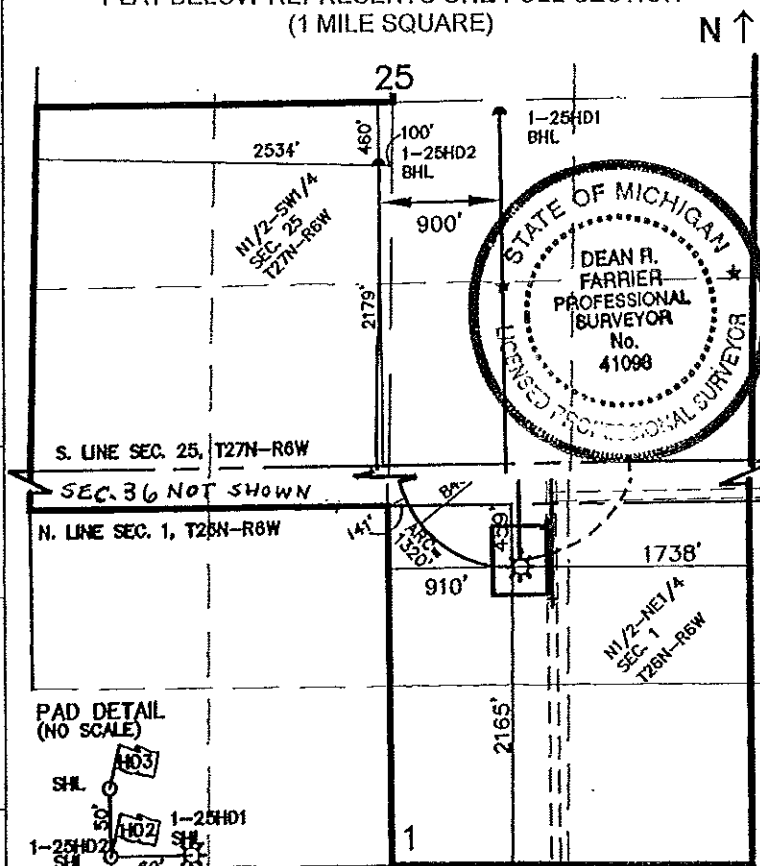 (1 MILE SQUARE)
N ↑
25
460'
100'
1-25HD2
BHL
1-25HD1
BHL
2534'
N1/2-SW1/4
SEC. 25
T27N-R6W
900'
2179'
STATE OF MICHIGAN
DEAN R.
FARRIER
PROFESSIONAL
SURVEYOR
No.
41098
LICENSED PROFESSIONAL SURVEYOR
S. LINE SEC. 25, T27N-R6W
SEC. 36 NOT SHOWN
N. LINE SEC. 1, T26N-R6W
141'
ARC
1320'
910'
1738'
N1/2-NE1/4
SEC. 1
T26N-R6W
2165'
PAD DETAIL
(NO SCALE)
HD3
SHL
50'
HD2
1-25HD1
SHL
1-25HD2
SHL
1